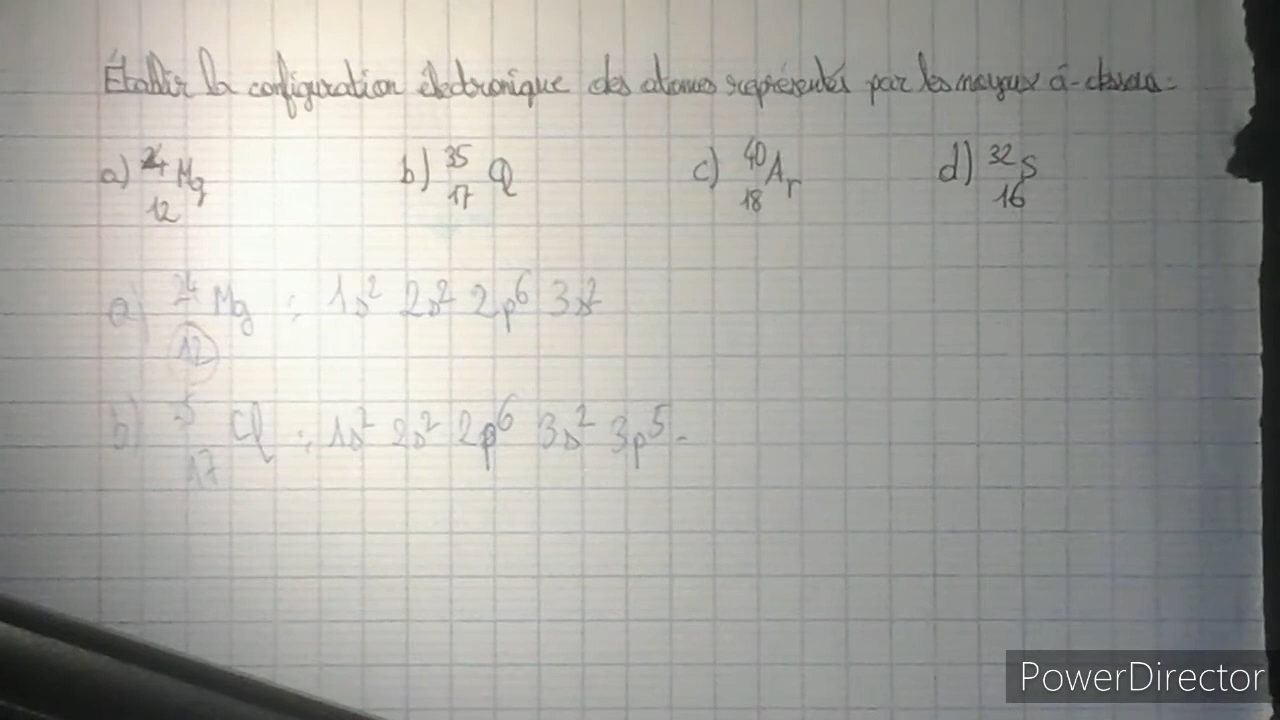 Établir la configuration électronique des atomes représentés par les noyaux ci-dessus.
a) ²⁴₁₂Mg b) ³⁵₁₇Cl c) ⁴⁰₁₈Ar d) ³²₁₆S
a) ²⁴₁₂Mg : 1s² 2s² 2p⁶ 3s²
b) ₁₇Cl : 1s² 2s² 2p⁶ 3s² 3p⁵.
PowerDirector